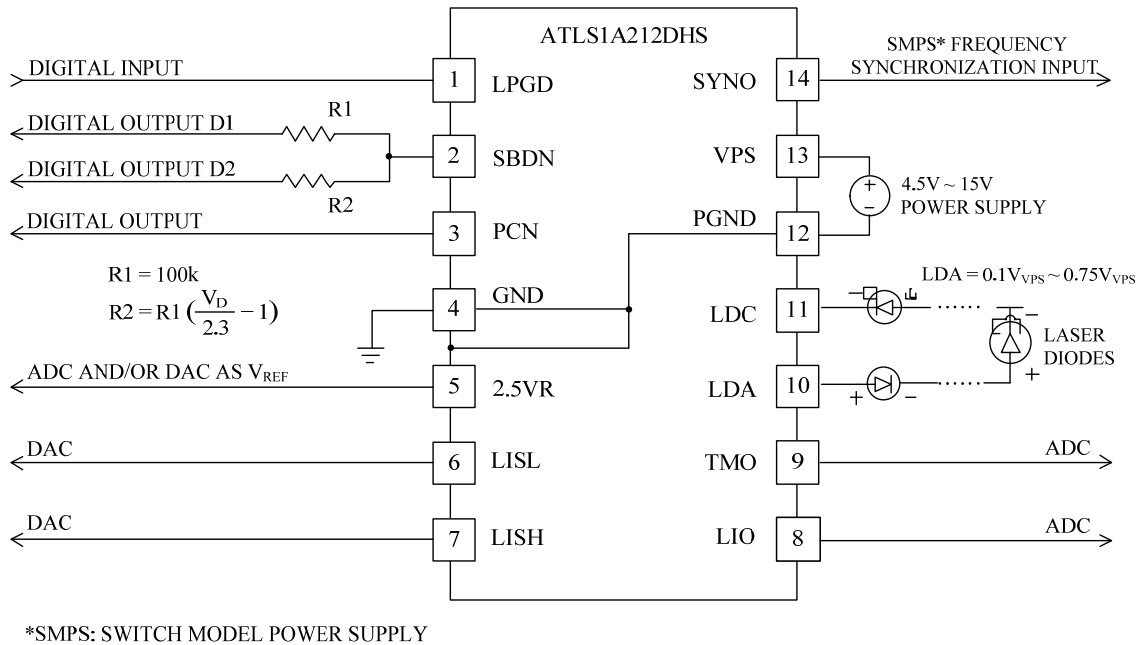 ATLS1A212DHS
DIGITAL INPUT
1
LPGD
DIGITAL OUTPUT D1
R1
DIGITAL OUTPUT D2
R2
2
SBDN
DIGITAL OUTPUT
3
PCN
R1 = 100k
R2 = R1 (V_D/2.3 − 1)
4
GND
ADC AND/OR DAC AS V_REF
5
2.5VR
DAC
6
LISL
DAC
7
LISH
SYNO
14
SMPS* FREQUENCY
SYNCHRONIZATION INPUT
VPS
13
+
−
4.5V ~ 15V
POWER SUPPLY
PGND
12
LDA = 0.1V_VPS ~ 0.75V_VPS
LDC
11
−
−
LASER
DIODES
+
LDA
10
+
-
TMO
9
ADC
LIO
8
ADC
*SMPS: SWITCH MODEL POWER SUPPLY